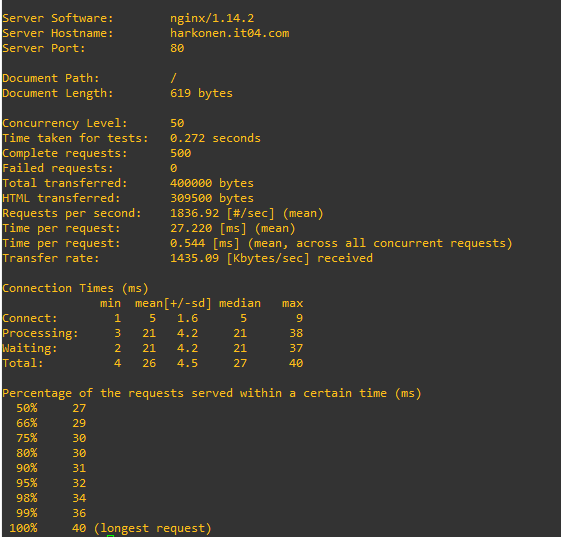 Server Software:        nginx/1.14.2
Server Hostname:        harkonen.it04.com
Server Port:            80
Document Path:          /
Document Length:        619 bytes
Concurrency Level:      50
Time taken for tests:   0.272 seconds
Complete requests:      500
Failed requests:        0
Total transferred:      400000 bytes
HTML transferred:       309500 bytes
Requests per second:    1836.92 [#/sec] (mean)
Time per request:       27.220 [ms] (mean)
Time per request:       0.544 [ms] (mean, across all concurrent requests)
Transfer rate:          1435.09 [Kbytes/sec] received
Connection Times (ms)
              min  mean[+/-sd] median   max
Connect:        1    5   1.6      5       9
Processing:     3   21   4.2     21      38
Waiting:        2   21   4.2     21      37
Total:          4   26   4.5     27      40
Percentage of the requests served within a certain time (ms)
  50%     27
  66%     29
  75%     30
  80%     30
  90%     31
  95%     32
  98%     34
  99%     36
 100%     40 (longest request)